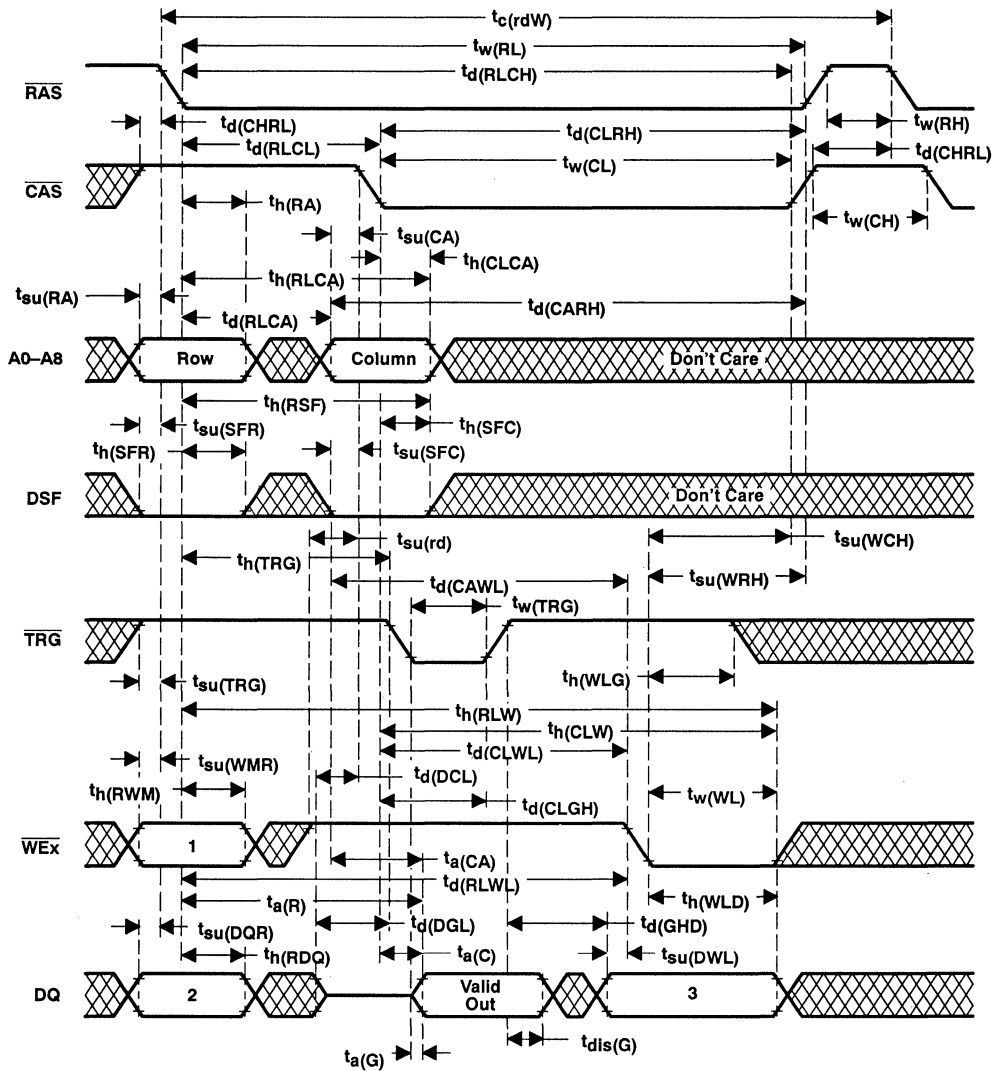 tc(rdW)
tw(RL)
td(RLCH)
RAS
td(CHRL)
td(CLRH)
tw(RH)
td(RLCL)
td(CHRL)
tw(CL)
CAS
th(RA)
tw(CH)
tsu(CA)
th(CLCA)
th(RLCA)
tsu(RA)
td(CARH)
td(RLCA)
A0–A8
Row
Column
Don't Care
th(RSF)
tsu(SFR)
th(SFC)
th(SFR)
tsu(SFC)
DSF
Don't Care
tsu(rd)
tsu(WCH)
th(TRG)
td(CAWL)
tsu(WRH)
tw(TRG)
TRG
th(WLG)
tsu(TRG)
th(RLW)
th(CLW)
td(CLWL)
tsu(WMR)
td(DCL)
th(RWM)
tw(WL)
td(CLGH)
WEx
1
ta(CA)
td(RLWL)
ta(R)
th(WLD)
tsu(DQR)
td(DGL)
td(GHD)
th(RDQ)
ta(C)
tsu(DWL)
DQ
2
Valid
Out
3
ta(G)
tdis(G)